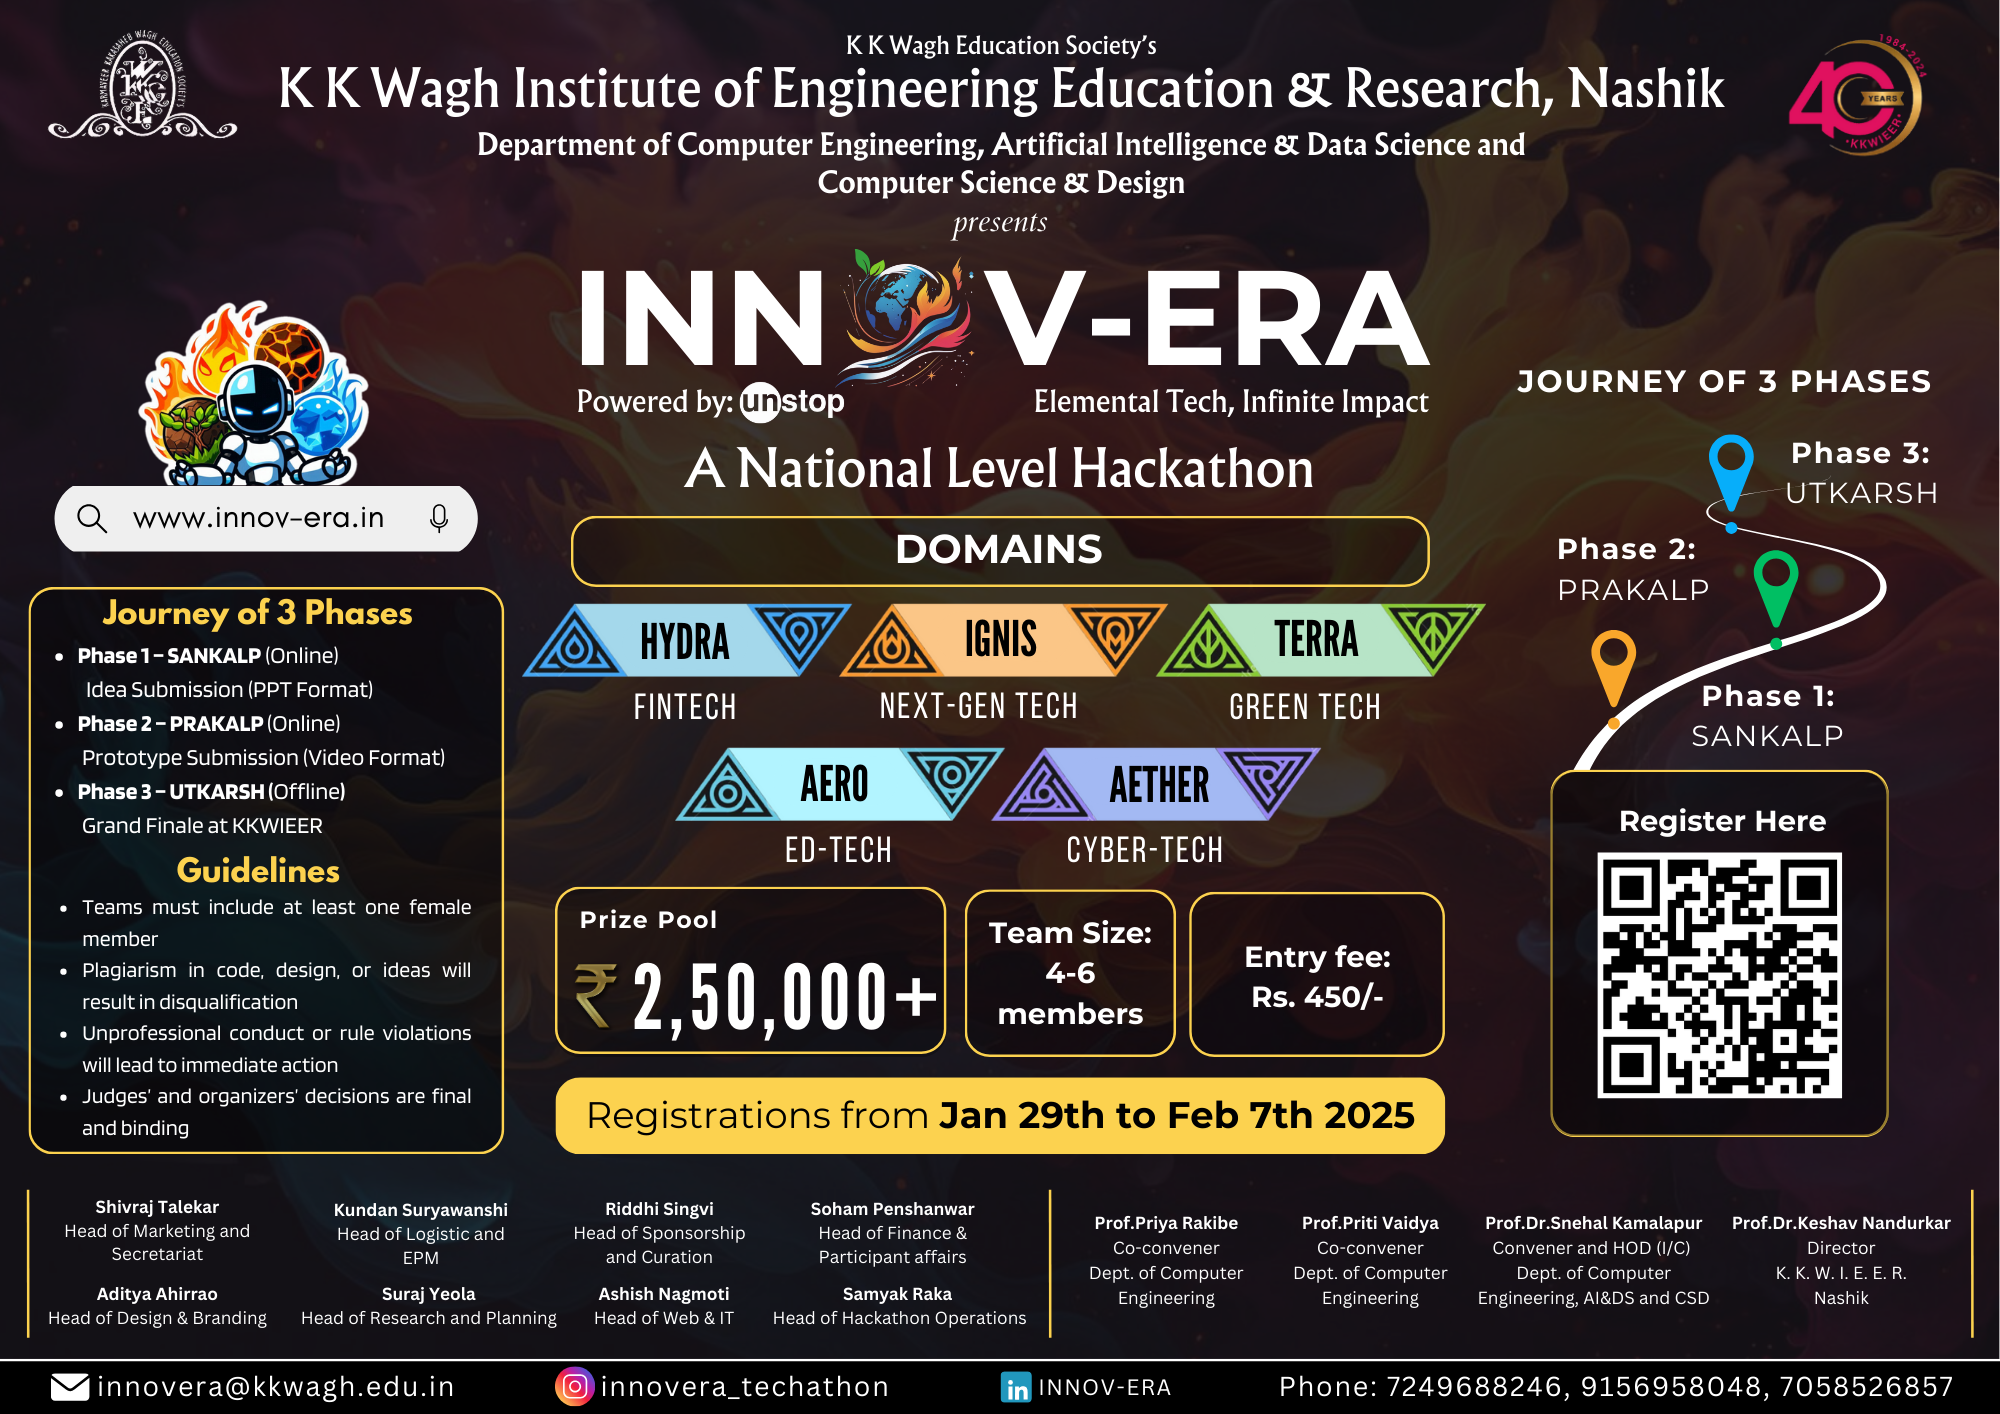 KARMAVEER KAKASAHEB WAGH EDUCATION SOCIETY'S
K K Wagh Education Society's
K K Wagh Institute of Engineering Education & Research, Nashik
Department of Computer Engineering, Artificial Intelligence & Data Science and
Computer Science & Design
presents
1984-2024
40
YEARS
•KKWIEER•
INNOV-ERA
Powered by: unstop
Elemental Tech, Infinite Impact
A National Level Hackathon
www.innov-era.in
Journey of 3 Phases
• Phase 1 – SANKALP (Online)
Idea Submission (PPT Format)
• Phase 2 – PRAKALP (Online)
Prototype Submission (Video Format)
• Phase 3 – UTKARSH (Offline)
Grand Finale at KKWIEER
Guidelines
• Teams must include at least one female
member
• Plagiarism in code, design, or ideas will
result in disqualification
• Unprofessional conduct or rule violations
will lead to immediate action
• Judges' and organizers' decisions are final
and binding
DOMAINS
HYDRA
FINTECH
IGNIS
NEXT-GEN TECH
TERRA
GREEN TECH
AERO
ED-TECH
AETHER
CYBER-TECH
Prize Pool
₹ 2,50,000+
Team Size:
4-6
members
Entry fee:
Rs. 450/-
Registrations from Jan 29th to Feb 7th 2025
JOURNEY OF 3 PHASES
Phase 3:
UTKARSH
Phase 2:
PRAKALP
Phase 1:
SANKALP
Register Here
Shivraj Talekar
Head of Marketing and
Secretariat
Kundan Suryawanshi
Head of Logistic and
EPM
Riddhi Singvi
Head of Sponsorship
and Curation
Soham Penshanwar
Head of Finance &
Participant affairs
Aditya Ahirrao
Head of Design & Branding
Suraj Yeola
Head of Research and Planning
Ashish Nagmoti
Head of Web & IT
Samyak Raka
Head of Hackathon Operations
Prof.Priya Rakibe
Co-convener
Dept. of Computer
Engineering
Prof.Priti Vaidya
Co-convener
Dept. of Computer
Engineering
Prof.Dr.Snehal Kamalapur
Convener and HOD (I/C)
Dept. of Computer
Engineering, AI&DS and CSD
Prof.Dr.Keshav Nandurkar
Director
K. K. W. I. E. E. R.
Nashik
innovera@kkwagh.edu.in
innovera_techathon
in INNOV-ERA
Phone: 7249688246, 9156958048, 7058526857